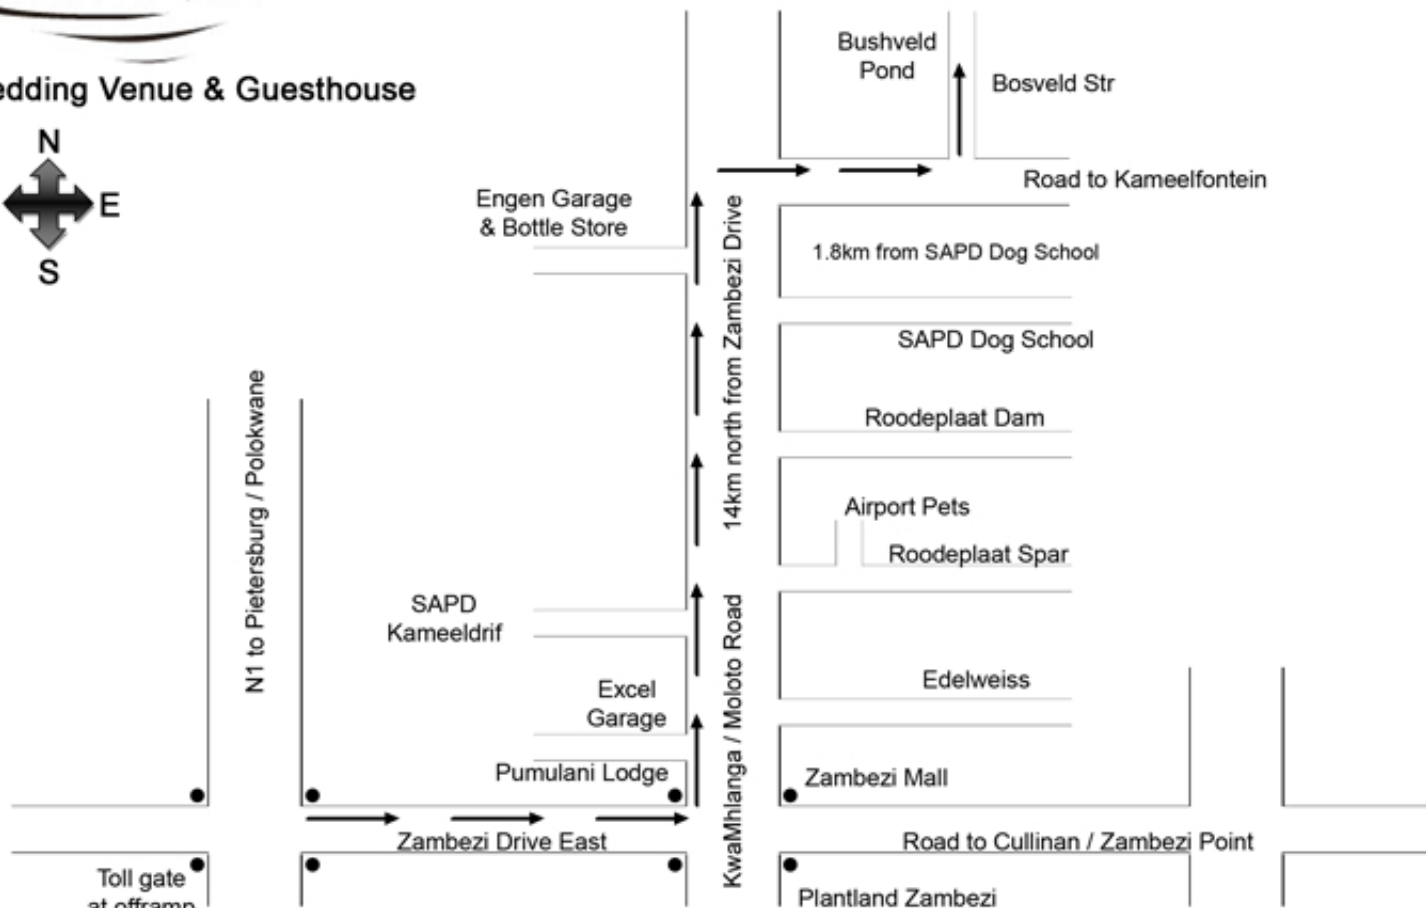 Wedding Venue & Guesthouse
N
E
S
Bushveld
Pond
Bosveld Str
Road to Kameelfontein
Engen Garage
& Bottle Store
1.8km from SAPD Dog School
SAPD Dog School
Roodeplaat Dam
14km north from Zambezi Drive
N1 to Pietersburg / Polokwane
Airport Pets
Roodeplaat Spar
SAPD
Kameeldrif
KwaMhlanga / Moloto Road
Edelweiss
Excel
Garage
Pumulani Lodge
Zambezi Mall
Zambezi Drive East
Road to Cullinan / Zambezi Point
Toll gate
at offramp
Plantland Zambezi